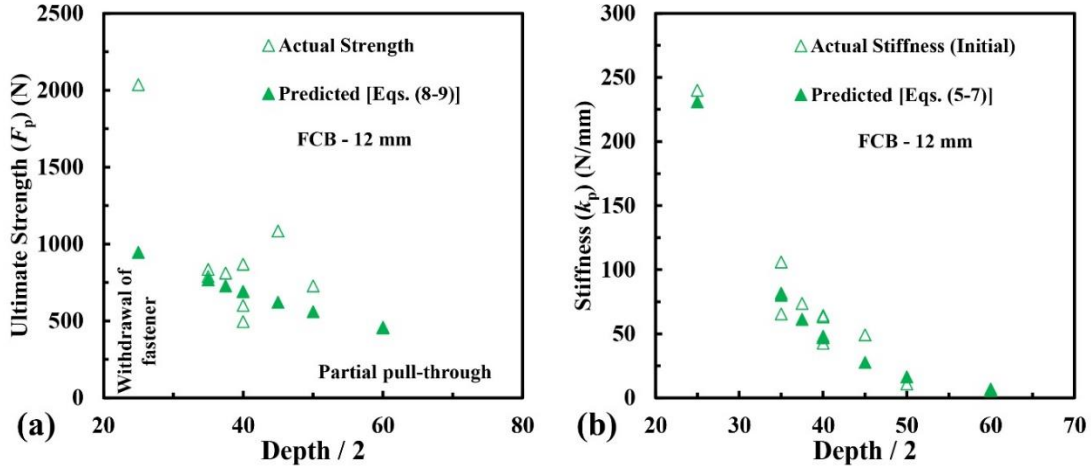 2500
2000
1500
1000
500
0
Ultimate Strength (Fp) (N)
Actual Strength
Predicted [Eqs. (8-9)]
FCB - 12 mm
Withdrawal of
fastener
Partial pull-through
20
40
60
80
(a)
Depth / 2
300
250
200
150
100
50
0
Stiffness (kp) (N/mm)
Actual Stiffness (Initial)
Predicted [Eqs. (5-7)]
FCB - 12 mm
20
30
40
50
60
70
(b)
Depth / 2